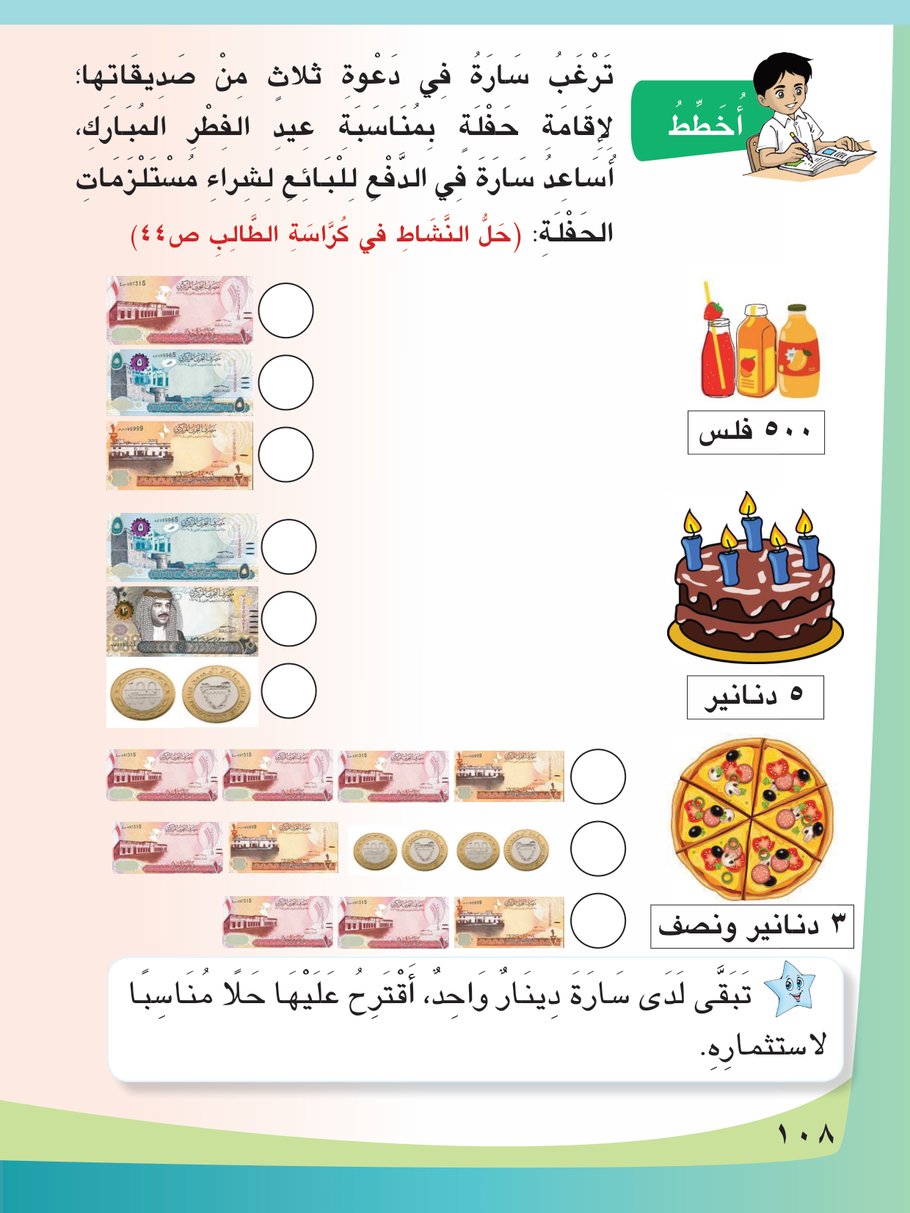 أُخَطِّطُ
تَرْغَبُ سَارَةُ فِي دَعْوَةِ ثلاثٍ مِنْ صَدِيقَاتِها؛
لِإِقَامَةِ حَفْلَةٍ بِمُنَاسَبَةِ عِيدِ الفِطْرِ المُبَارَكِ،
أُسَاعِدُ سَارَةَ فِي الدَّفْعِ لِلْبَائِعِ لِشِراءِ مُسْتَلْزَمَاتِ
الحَفْلَةِ: (حَلُّ النَّشَاطِ في كُرَّاسَةِ الطَّالِبِ ص٤٤)
٥٠٠ فلس
٥ دنانير
٣ دنانير ونصف
تَبَقَّى لَدَى سَارَةَ دِينَارٌ وَاحِدٌ، أَقْتَرِحُ عَلَيْهَا حَلًا مُنَاسِبًا
لاستثمارِهِ.
١٠٨